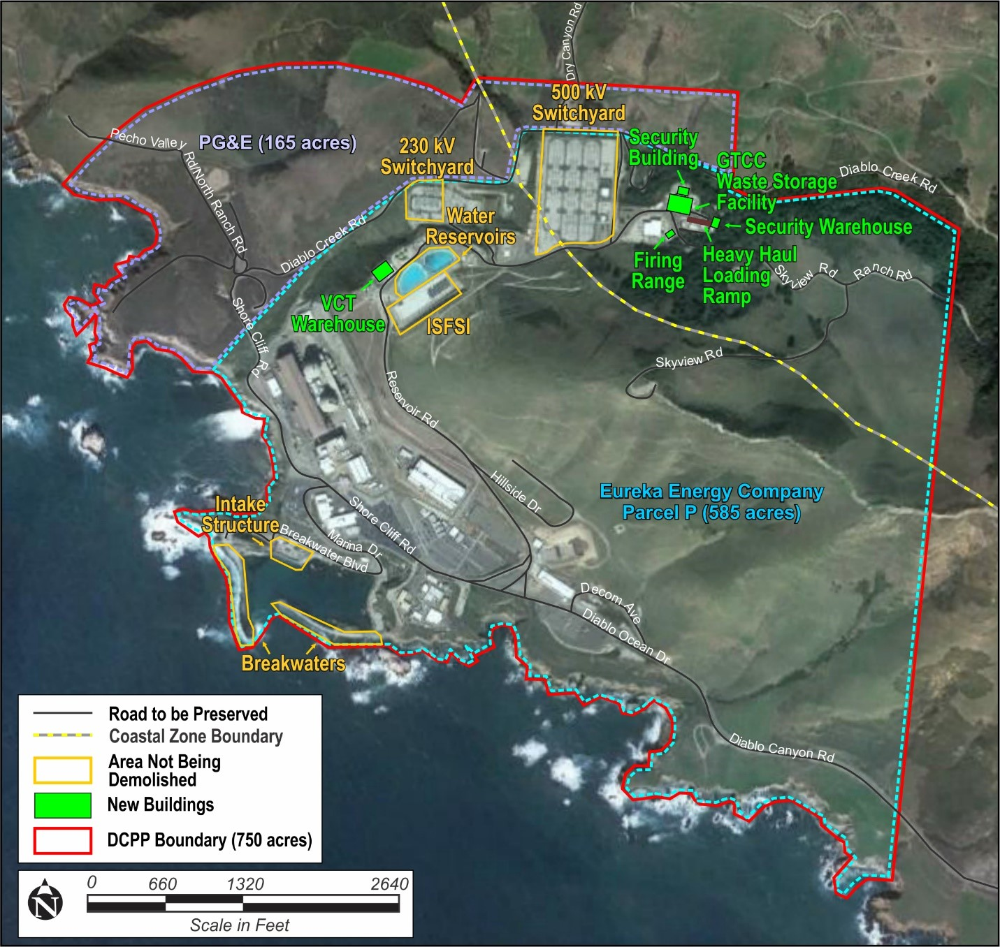 Dry Canyon Rd
500 kV
Switchyard
Pecho Valley
Rd/North Ranch Rd
PG&E (165 acres)
230 kV
Switchyard
Security
Building
GTCC
Waste Storage
Facility
Diablo Creek Rd
Water
Reservoirs
Diablo Creek Rd
Security Warehouse
Firing
Range
Heavy Haul
Loading
Ramp
Skyview Rd
Ranch Rd
VCT
Warehouse
ISFSI
Shore Cliff Rd
Skyview Rd
Reservoir Rd
Hillside Dr
Eureka Energy Company
Parcel P (585 acres)
Intake
Structure
Shore Cliff Rd
Marina Dr
Breakwater Blvd
Decom Ave
Diablo Ocean Dr
Breakwaters
Diablo Canyon Rd
Road to be Preserved
Coastal Zone Boundary
Area Not Being
Demolished
New Buildings
DCPP Boundary (750 acres)
N
0 660 1320 2640
Scale in Feet